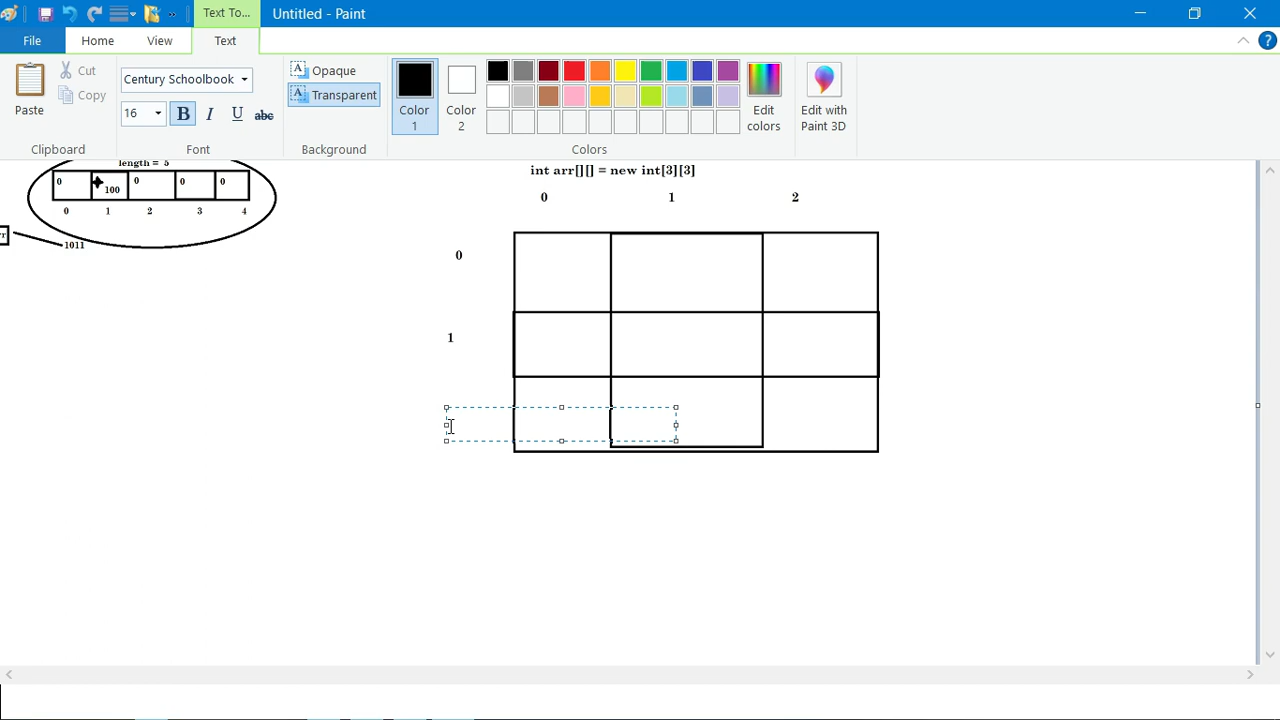 Text To...
Untitled - Paint
File
Home
View
Text
Paste
Cut
Copy
Clipboard
Century Schoolbook
16
B
I
U
abc
Font
A Opaque
A Transparent
Background
Color 1
Color 2
Edit colors
Colors
Edit with Paint 3D
?
length = 5
0
100
0
0
0
0
1
2
3
4
1011
int arr[][] = new int[3][3]
0
1
2
0
1